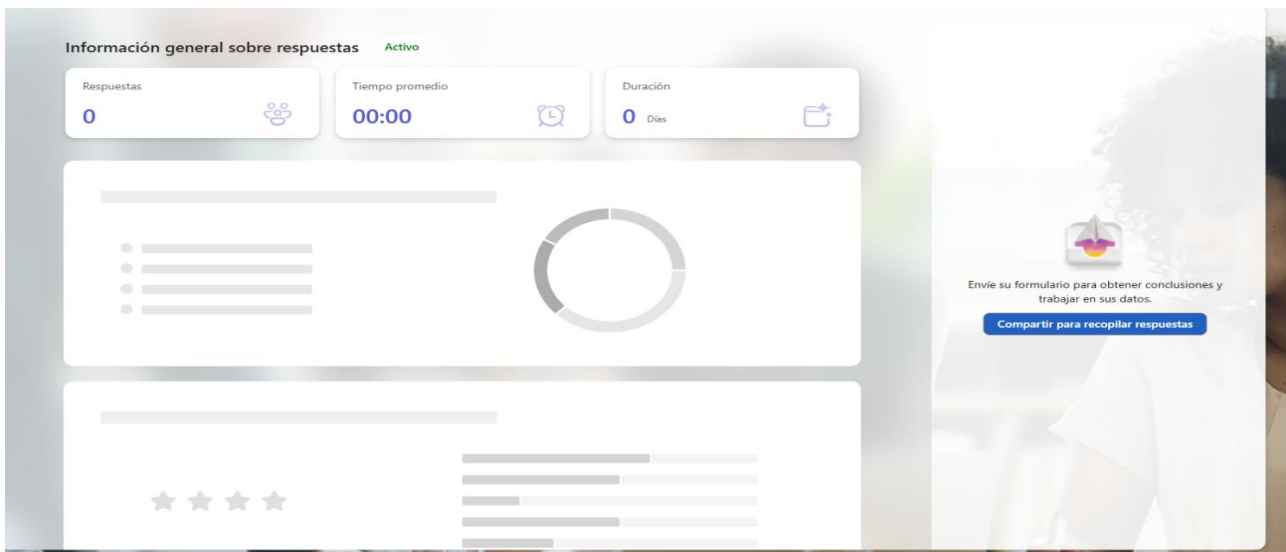 Información general sobre respuestas Activo
Respuestas
0
Tiempo promedio
00:00
Duración
0 Días
Envíe su formulario para obtener conclusiones y
trabajar en sus datos.
Compartir para recopilar respuestas